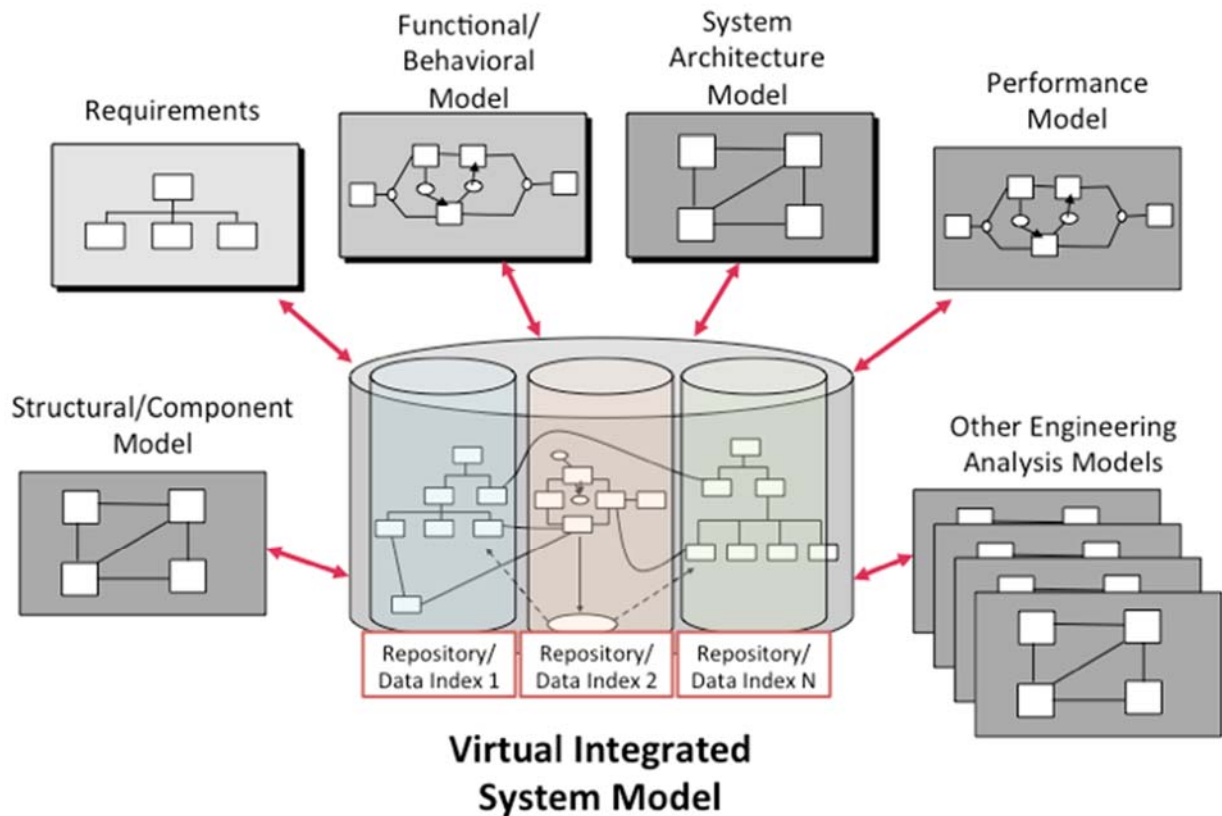 Requirements
Functional/
Behavioral
Model
System
Architecture
Model
Performance
Model
Structural/Component
Model
Other Engineering
Analysis Models
Repository/
Data Index 1
Repository/
Data Index 2
Repository/
Data Index N
Virtual Integrated
System Model